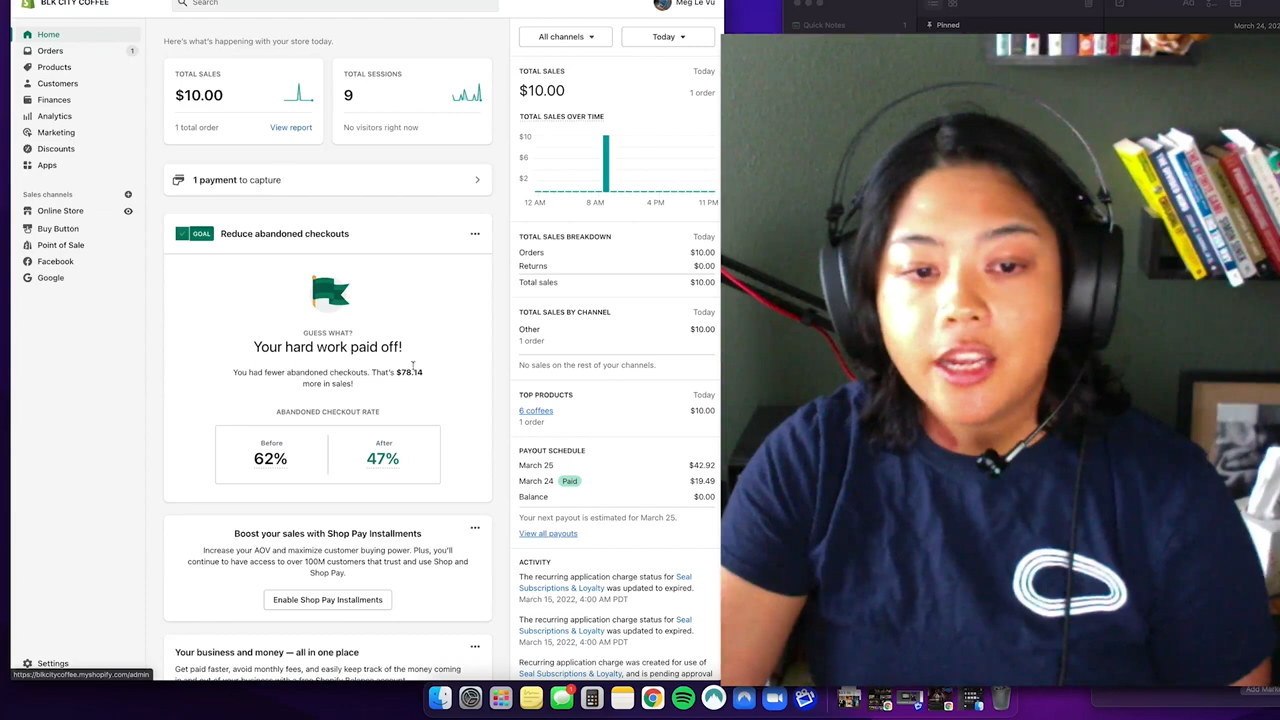 BLK CITY COFFEE
Search
Meg Le Vu
Home
Orders
1
Products
Customers
Finances
Analytics
Marketing
Discounts
Apps
Sales channels
Online Store
Buy Button
Point of Sale
Facebook
Google
Settings
https://blkcitycoffee.myshopify.com/admin
Here's what's happening with your store today.
TOTAL SALES
$10.00
1 total order
View report
TOTAL SESSIONS
9
No visitors right now
1 payment to capture
GOAL
Reduce abandoned checkouts
GUESS WHAT?
Your hard work paid off!
You had fewer abandoned checkouts. That's $78.14
more in sales!
ABANDONED CHECKOUT RATE
Before
62%
After
47%
Boost your sales with Shop Pay Installments
Increase your AOV and maximize customer buying power. Plus, you'll
continue to have access to over 100M customers that trust and use Shop and
Shop Pay.
Enable Shop Pay Installments
Your business and money — all in one place
Get paid faster, avoid monthly fees, and easily keep track of the money coming
All channels
Today
TOTAL SALES
Today
$10.00
1 order
TOTAL SALES OVER TIME
$10
$6
$2
12 AM
8 AM
4 PM
11 PM
TOTAL SALES BREAKDOWN
Today
Orders
$10.00
Returns
$0.00
Total sales
$10.00
TOTAL SALES BY CHANNEL
Today
Other
$10.00
1 order
No sales on the rest of your channels.
TOP PRODUCTS
Today
6 coffees
$10.00
1 order
PAYOUT SCHEDULE
March 25
$42.92
March 24 Paid
$19.49
Balance
$0.00
Your next payout is estimated for March 25.
View all payouts
ACTIVITY
The recurring application charge status for Seal
Subscriptions & Loyalty was updated to expired.
March 15, 2022, 4:00 AM PDT
The recurring application charge status for Seal
Subscriptions & Loyalty was updated to expired.
March 15, 2022, 4:00 AM PDT
Recurring application charge was created for use of
Seal Subscriptions & Loyalty, and is pending approval
Quick Notes
1
Pinned
March 24, 202